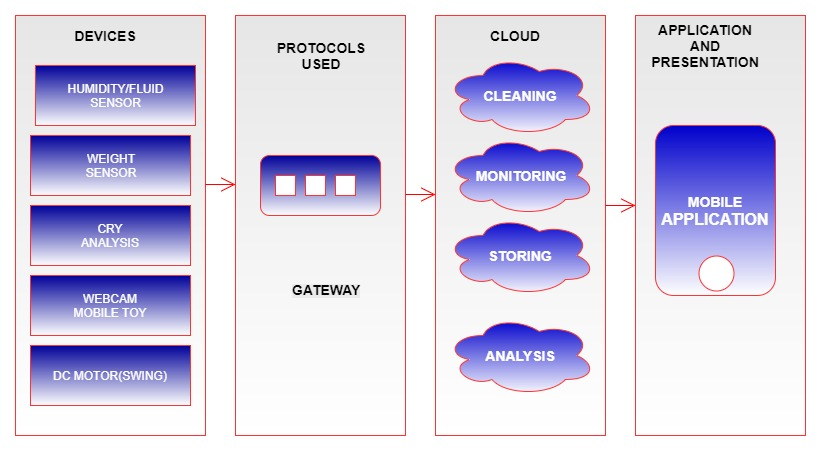 DEVICES
HUMIDITY/FLUID
SENSOR
WEIGHT
SENSOR
CRY
ANALYSIS
WEBCAM
MOBILE TOY
DC MOTOR(SWING)
PROTOCOLS
USED
GATEWAY
CLOUD
CLEANING
MONITORING
STORING
ANALYSIS
APPLICATION
AND
PRESENTATION
MOBILE
APPLICATION